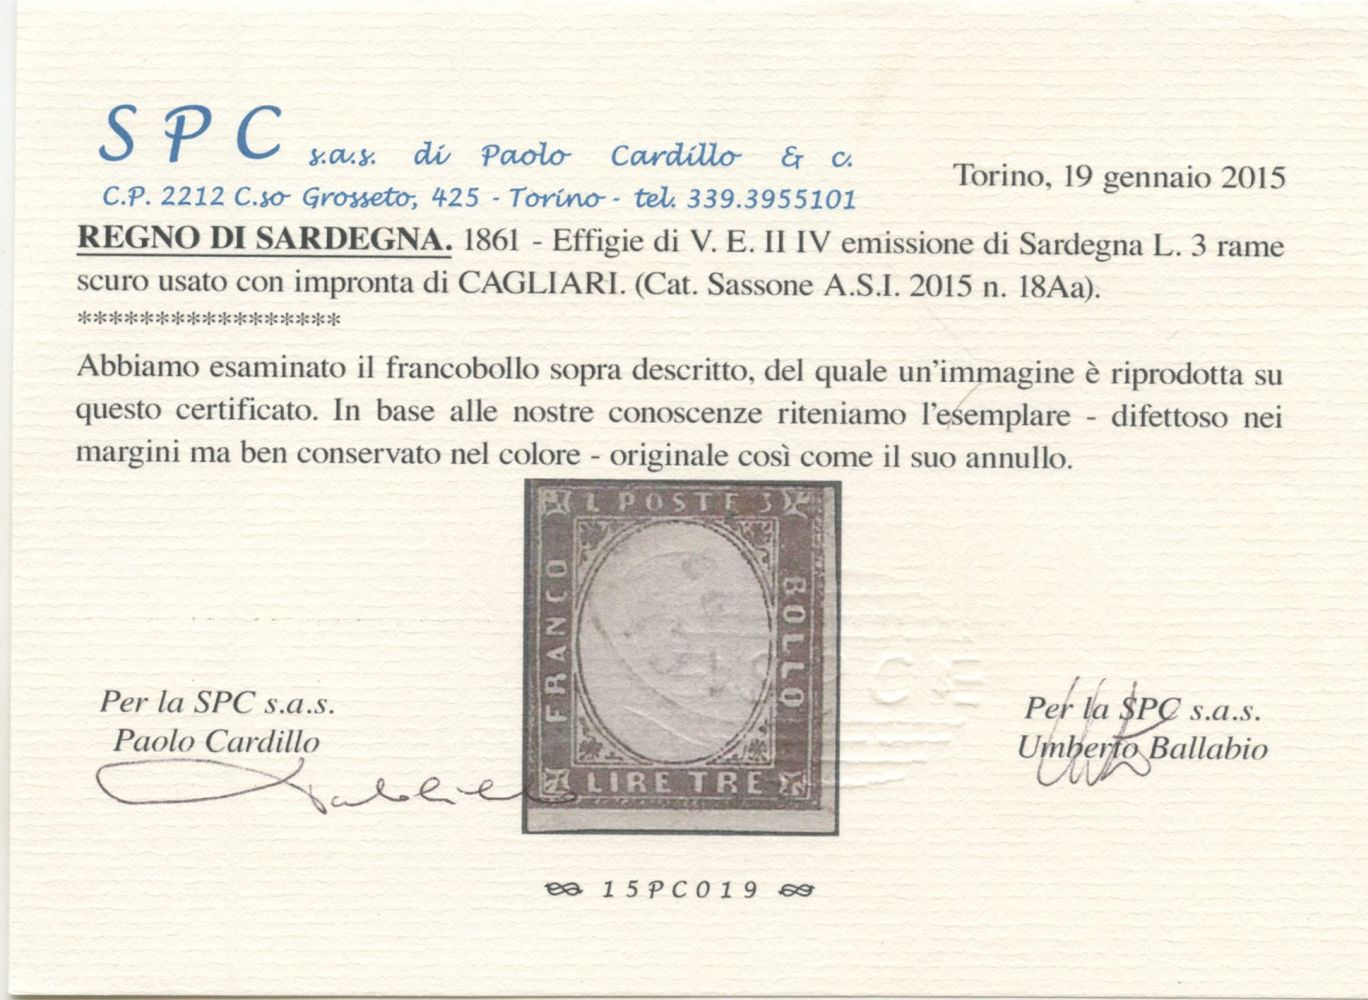 S P C s.a.s. di Paolo Cardillo & c.
C.P. 2212 C.so Grosseto, 425 - Torino - tel. 339.3955101
Torino, 19 gennaio 2015
REGNO DI SARDEGNA. 1861 - Effigie di V. E. II IV emissione di Sardegna L. 3 rame
scuro usato con impronta di CAGLIARI. (Cat. Sassone A.S.I. 2015 n. 18Aa).
*****************
Abbiamo esaminato il francobollo sopra descritto, del quale un'immagine è riprodotta su
questo certificato. In base alle nostre conoscenze riteniamo l'esemplare - difettoso nei
margini ma ben conservato nel colore - originale così come il suo annullo.
L POSTE 3
FRANCO
BOLLO
LIRE TRE
Per la SPC s.a.s.
Paolo Cardillo
Per la SPC s.a.s.
Umberto Ballabio
15PC019